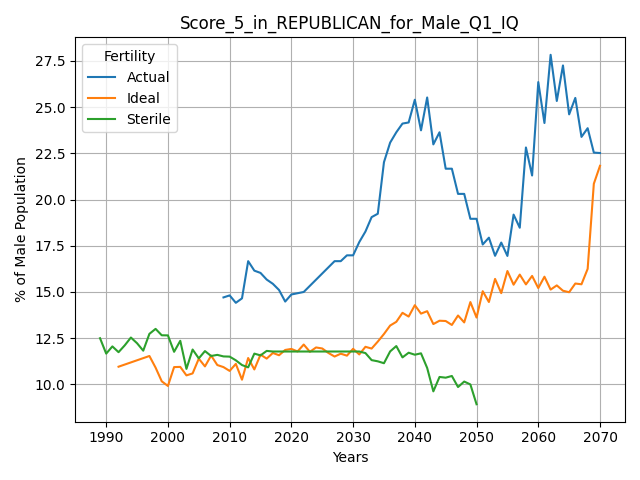 Score_5_in_REPUBLICAN_for_Male_Q1_IQ
Fertility
Actual
Ideal
Sterile
% of Male Population
27.5
25.0
22.5
20.0
17.5
15.0
12.5
10.0
1990 2000 2010 2020 2030 2040 2050 2060 2070
Years